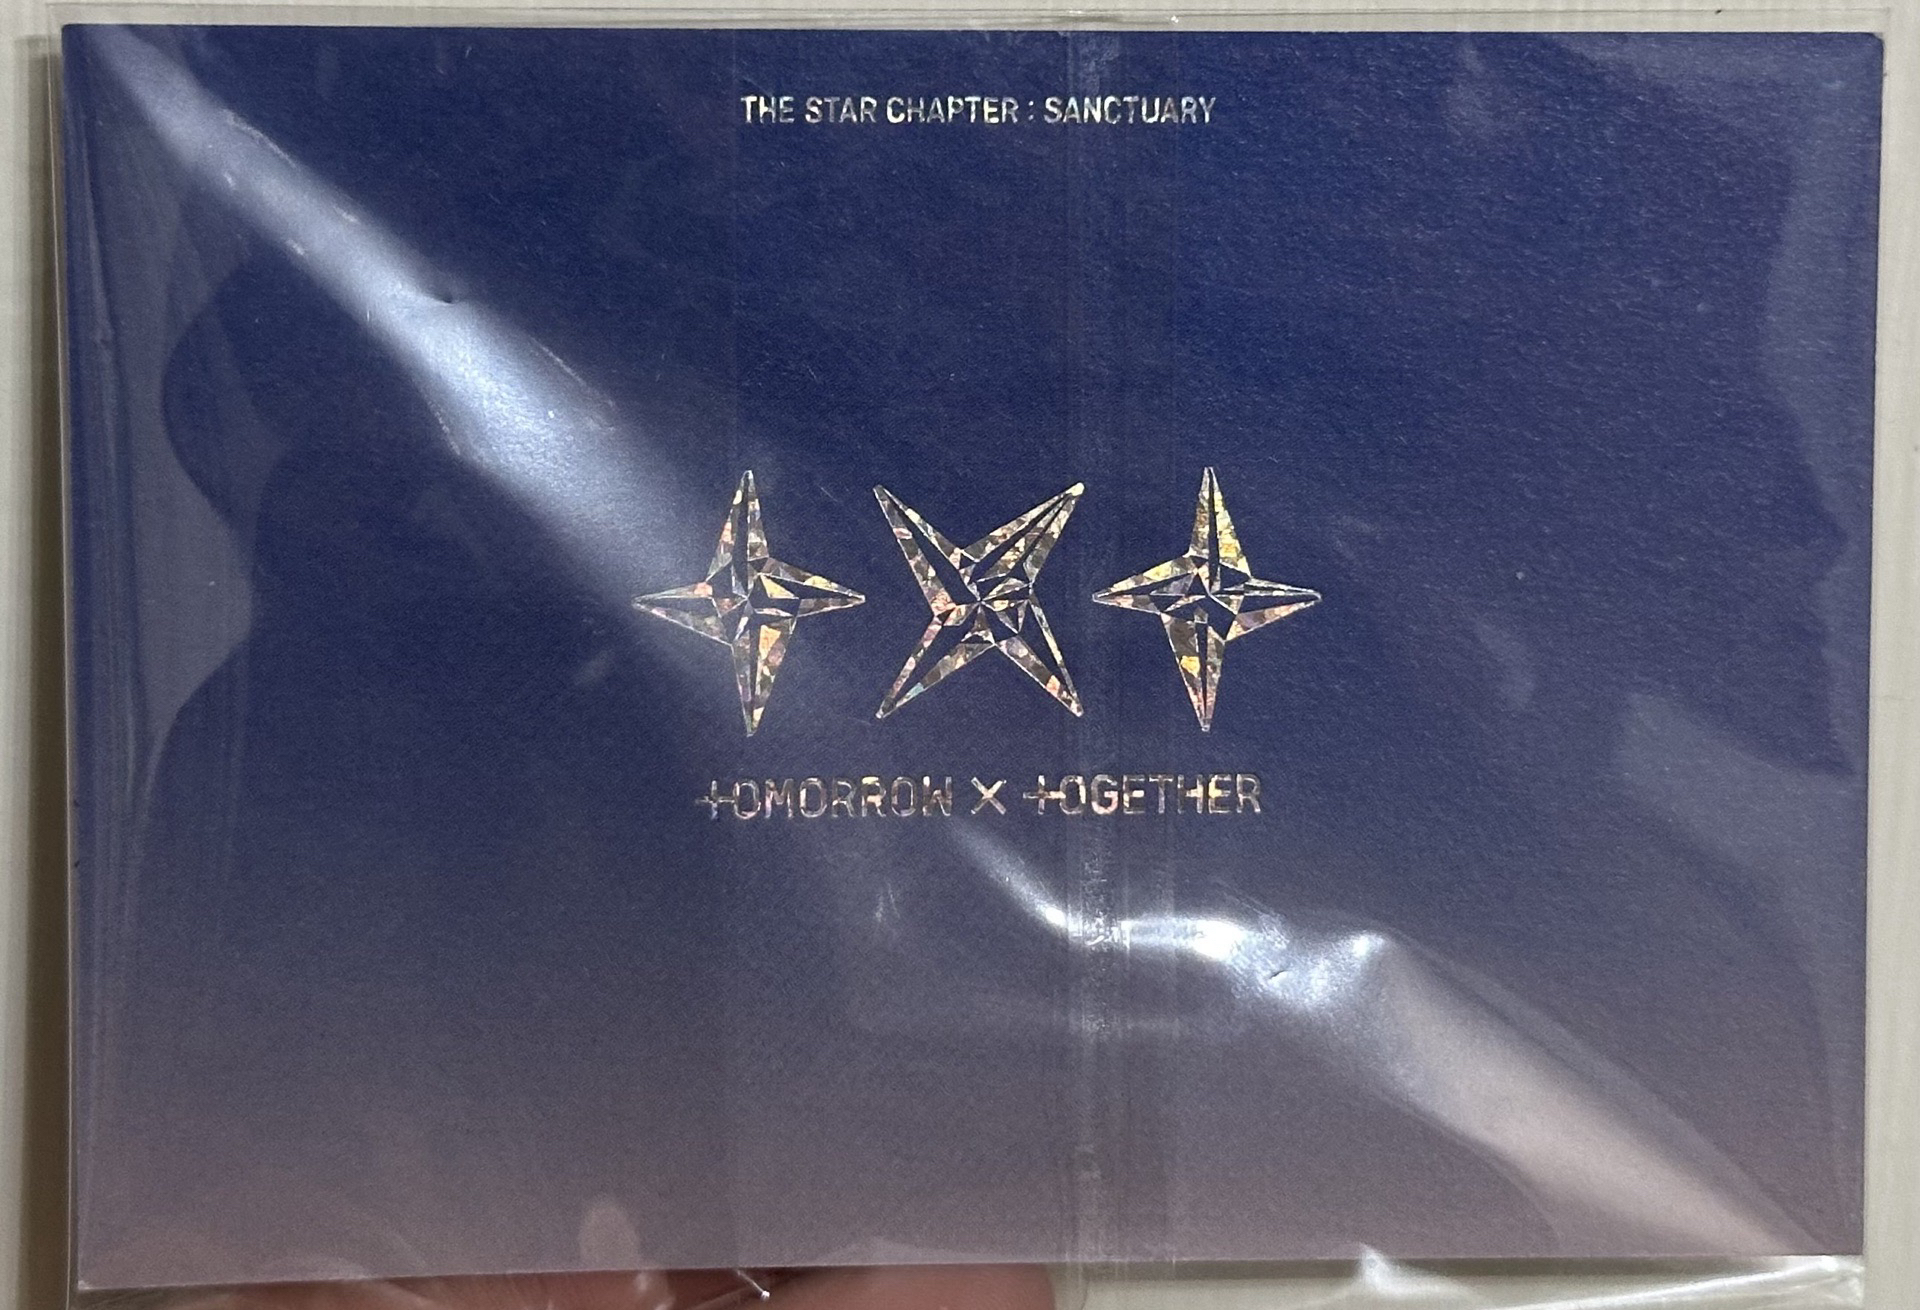 THE STAR CHAPTER : SANCTUARY
TOMORROW X TOGETHER